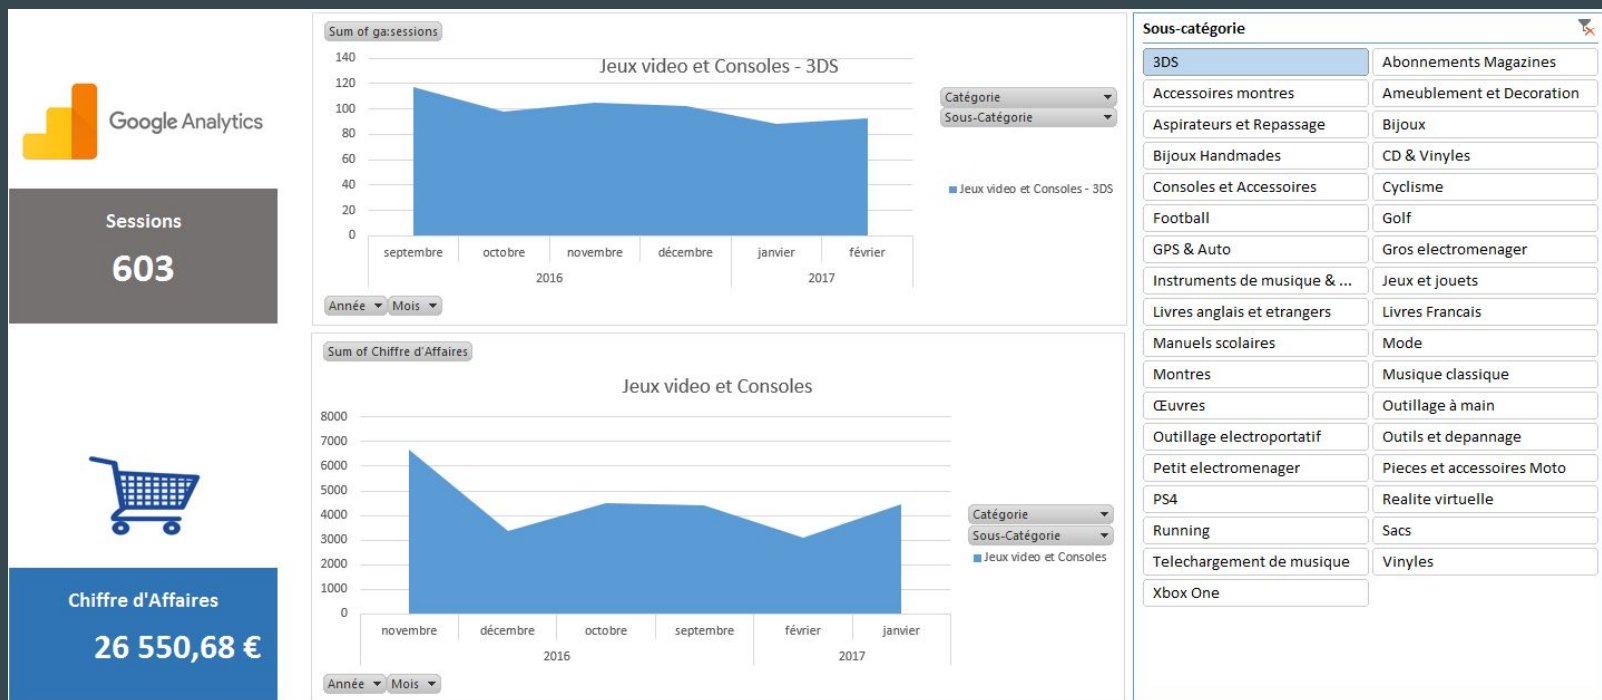 Google Analytics
Sessions
603
Chiffre d'Affaires
26 550,68 €
Sum of ga:sessions
Jeux video et Consoles - 3DS
140
120
100
80
60
40
20
0
septembre octobre novembre décembre janvier février
2016 2017
Catégorie
Sous-Catégorie
Jeux video et Consoles - 3DS
Année Mois
Sum of Chiffre d'Affaires
Jeux video et Consoles
8000
7000
6000
5000
4000
3000
2000
1000
0
novembre décembre octobre septembre février janvier
2016 2017
Catégorie
Sous-Catégorie
Jeux video et Consoles
Année Mois
Sous-catégorie
3DS Abonnements Magazines
Accessoires montres Ameublement et Decoration
Aspirateurs et Repassage Bijoux
Bijoux Handmades CD & Vinyles
Consoles et Accessoires Cyclisme
Football Golf
GPS & Auto Gros electromenager
Instruments de musique & ... Jeux et jouets
Livres anglais et etrangers Livres Francais
Manuels scolaires Mode
Montres Musique classique
Œuvres Outillage à main
Outillage electroportatif Outils et depannage
Petit electromenager Pieces et accessoires Moto
PS4 Realite virtuelle
Running Sacs
Telechargement de musique Vinyles
Xbox One